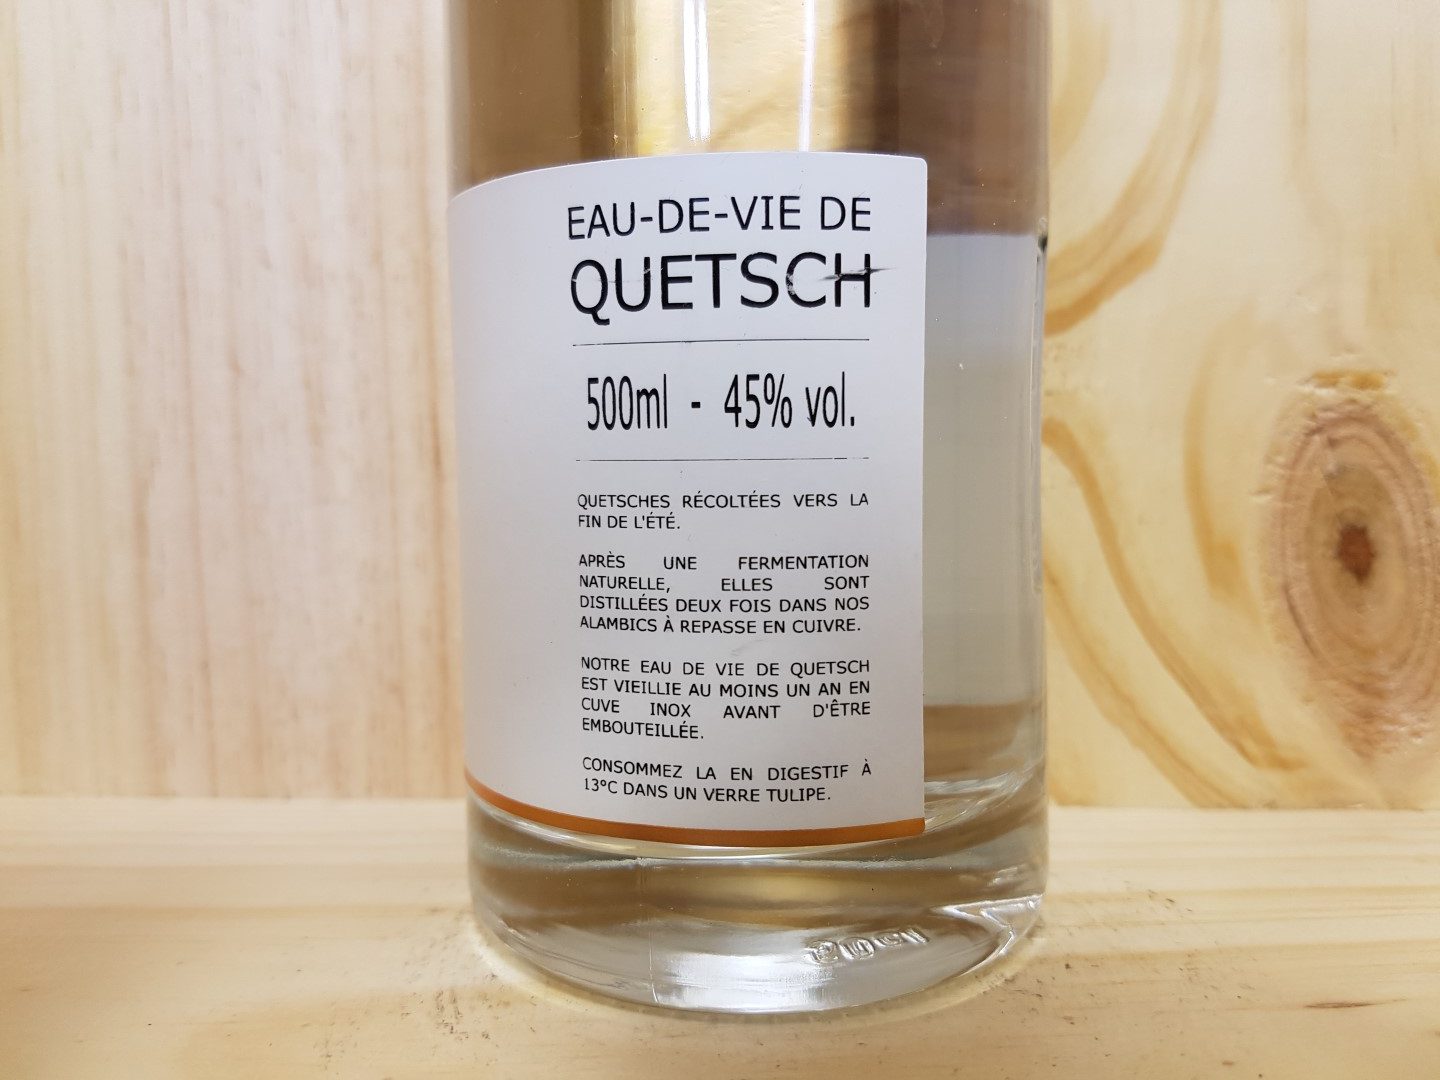 EAU-DE-VIE DE
QUETSCH
500ml - 45% vol.
QUETSCHES RÉCOLTÉES VERS LA
FIN DE L'ÉTÉ.
APRÈS UNE FERMENTATION
NATURELLE, ELLES SONT
DISTILLÉES DEUX FOIS DANS NOS
ALAMBICS À REPASSE EN CUIVRE.
NOTRE EAU DE VIE DE QUETSCH
EST VIEILLIE AU MOINS UN AN EN
CUVE INOX AVANT D'ÊTRE
EMBOUTEILLÉE.
CONSOMMEZ LA EN DIGESTIF À
13°C DANS UN VERRE TULIPE.